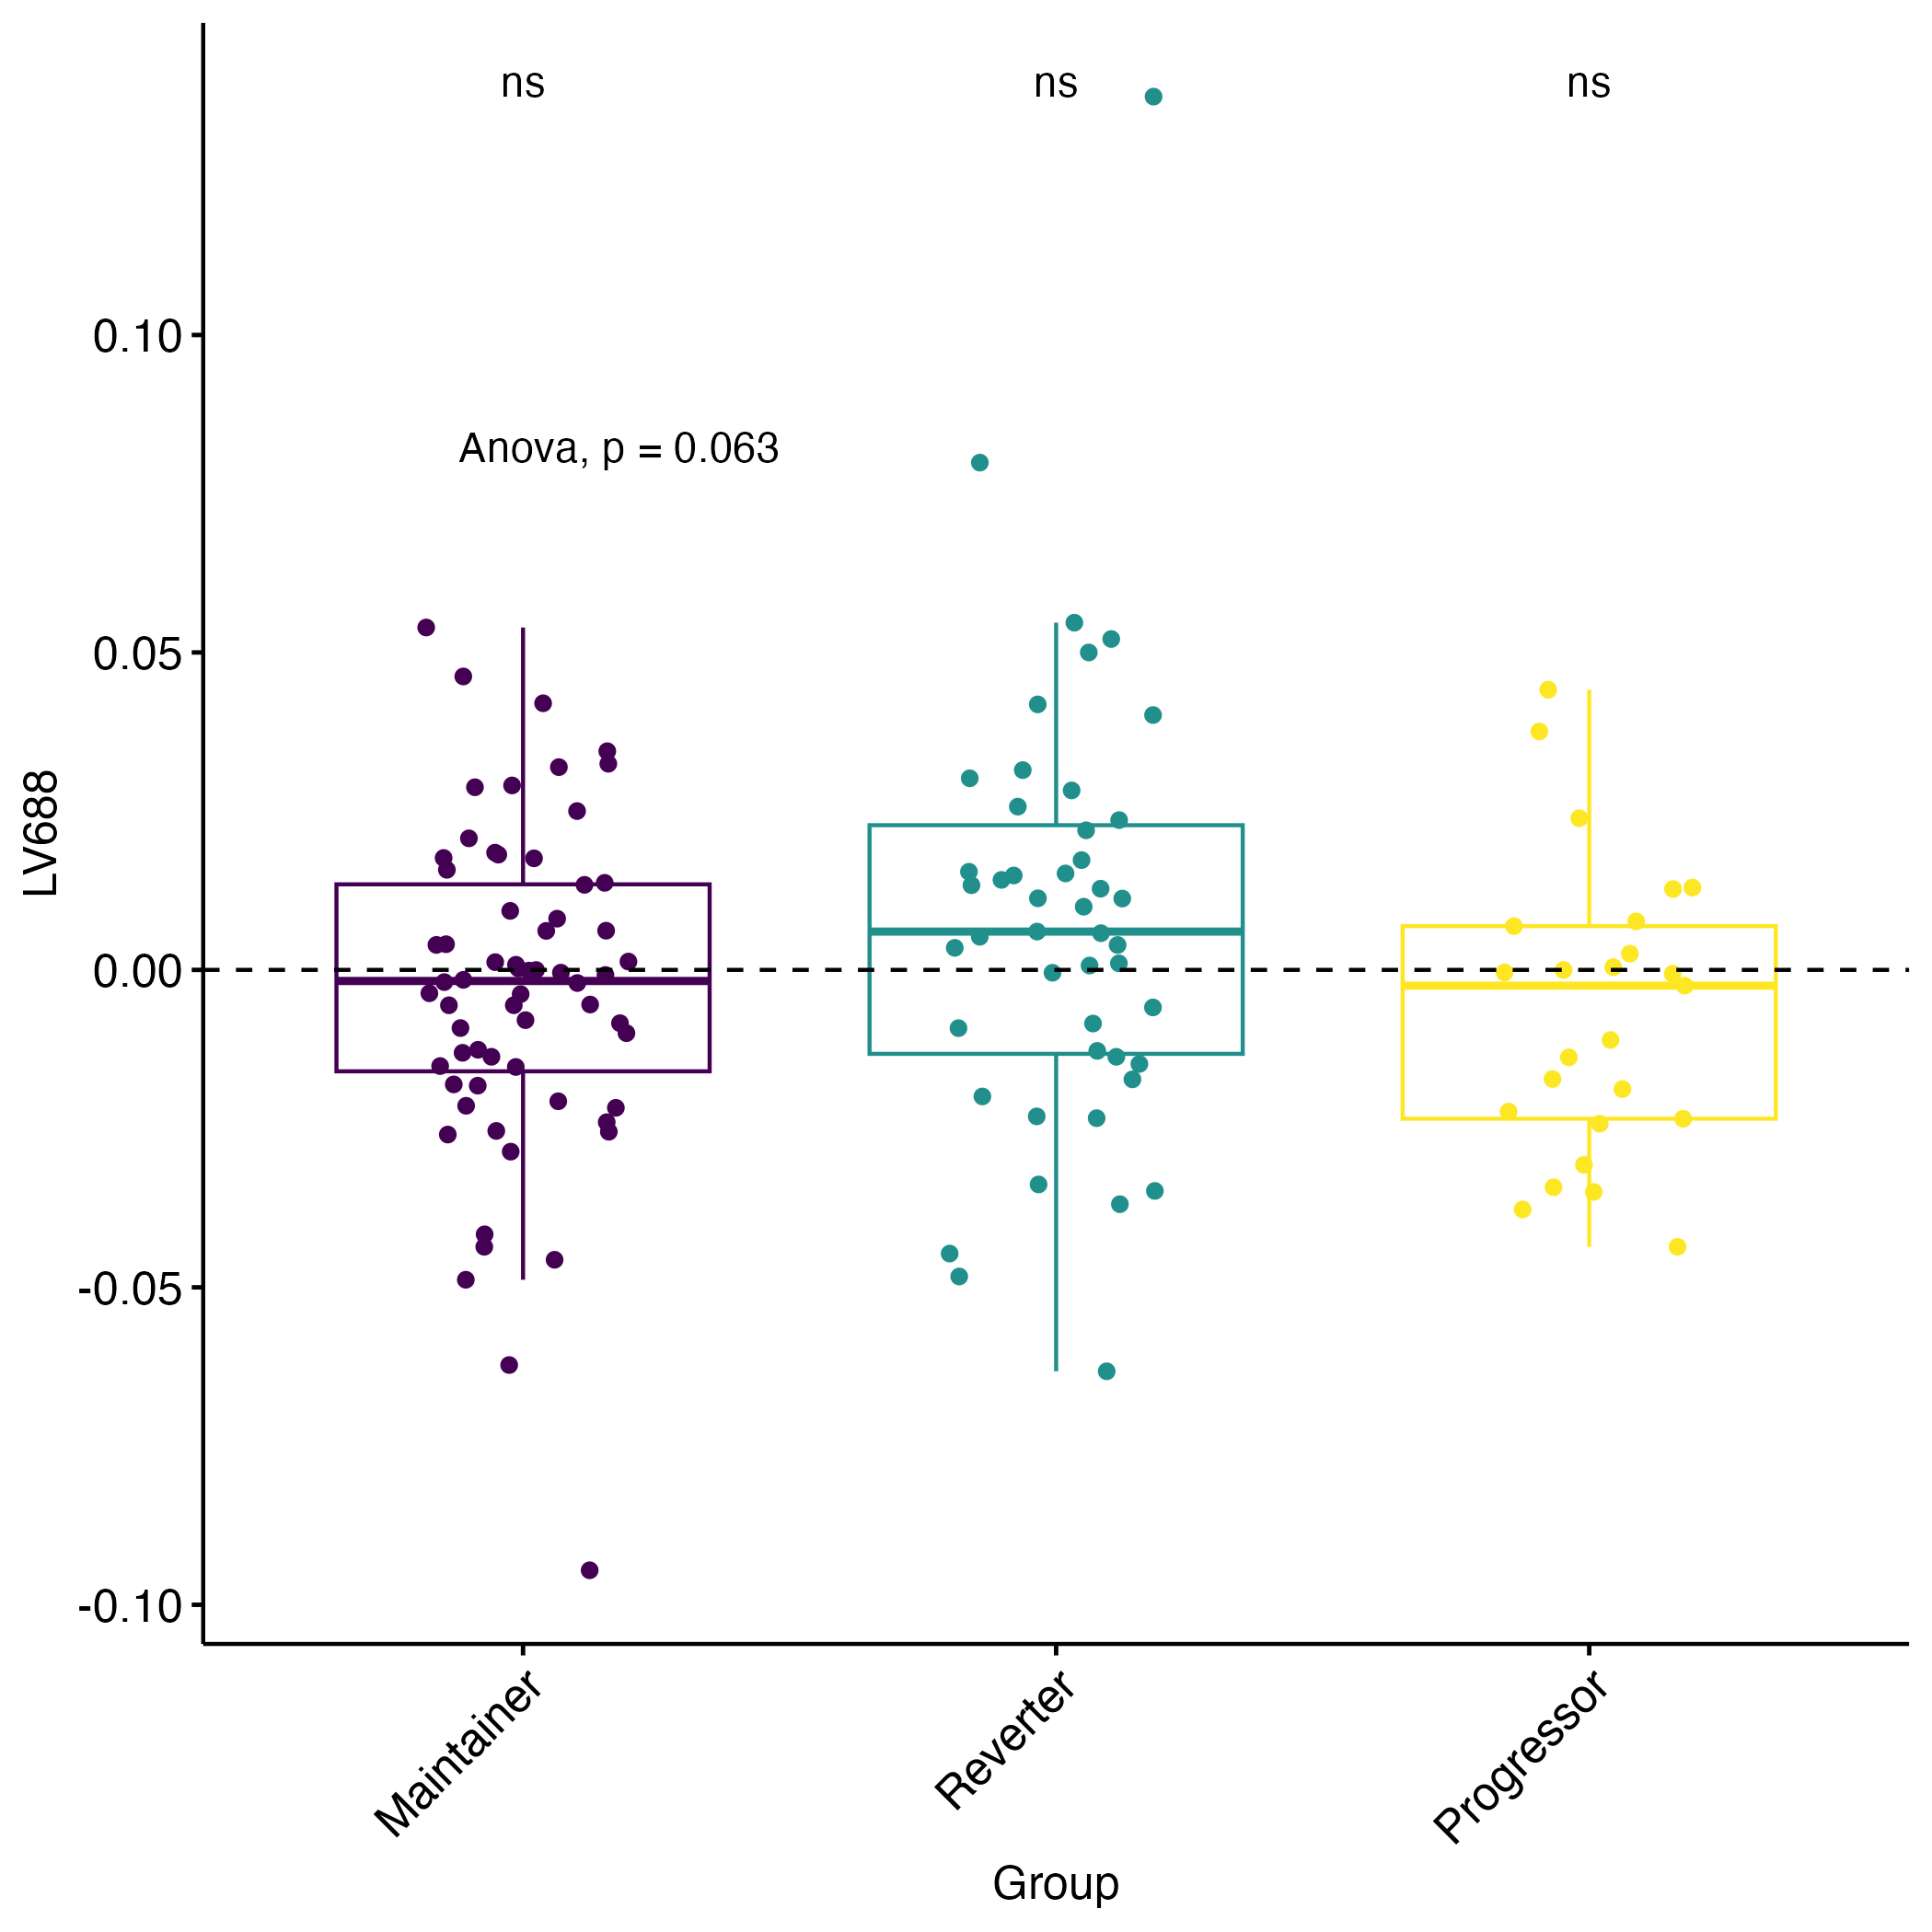 ns ns ns
Anova, p = 0.063
LV688
0.10
0.05
0.00
-0.05
-0.10
Maintainer
Reverter
Progressor
Group